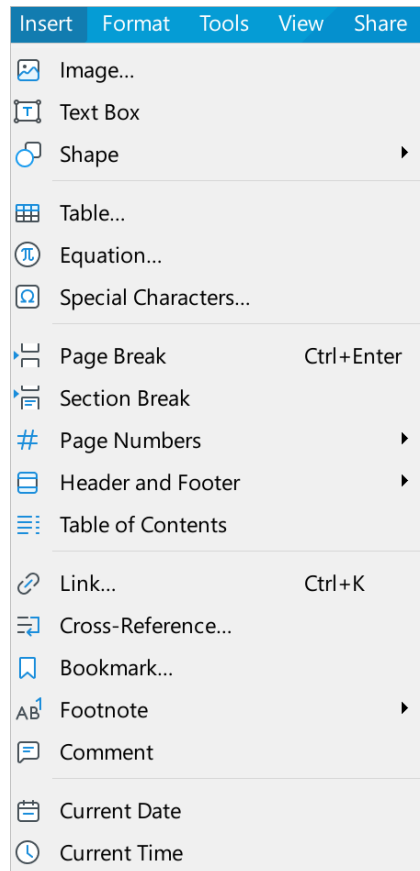 Insert Format Tools View Share
Image...
Text Box
Shape
Table...
Equation...
Special Characters...
Page Break Ctrl+Enter
Section Break
Page Numbers
Header and Footer
Table of Contents
Link... Ctrl+K
Cross-Reference...
Bookmark...
Footnote
Comment
Current Date
Current Time